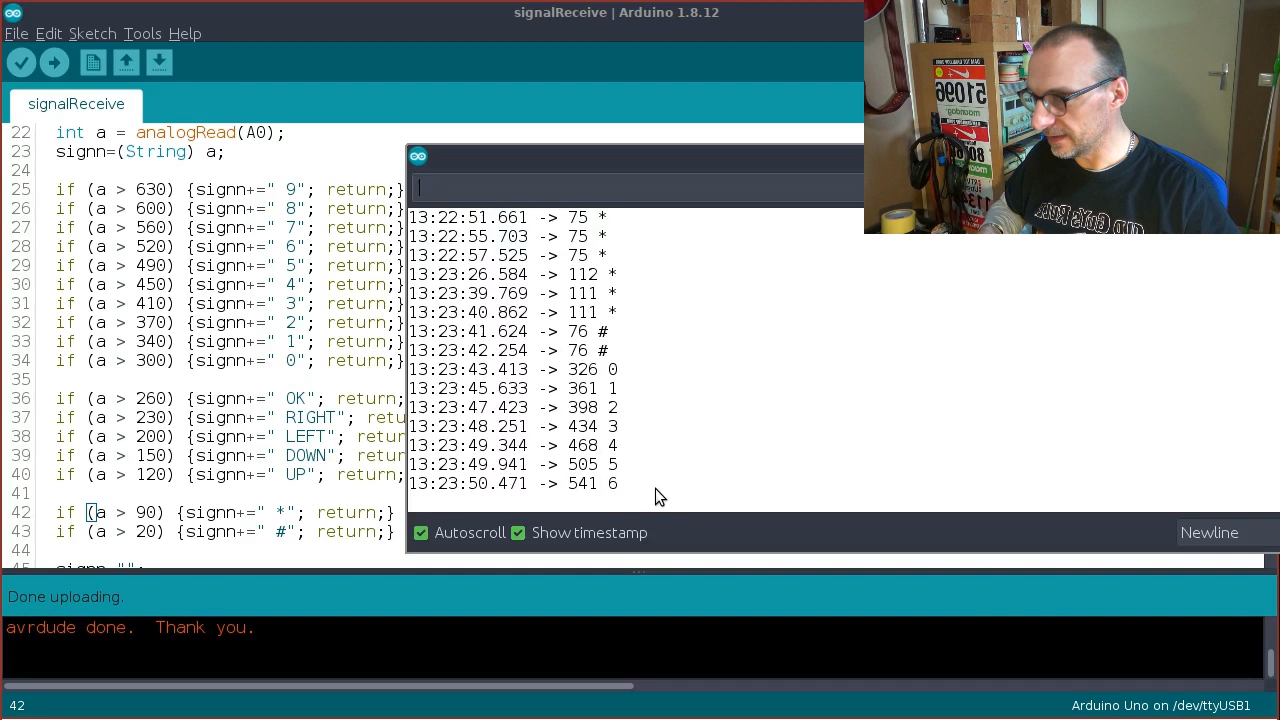 signalReceive | Arduino 1.8.12
File Edit Sketch Tools Help
signalReceive
22 int a = analogRead(A0);
23 signn=(String) a;
24
25 if (a > 630) {signn+=" 9"; return;}
26 if (a > 600) {signn+=" 8"; return;}
27 if (a > 560) {signn+=" 7"; return;}
28 if (a > 520) {signn+=" 6"; return;}
29 if (a > 490) {signn+=" 5"; return;}
30 if (a > 450) {signn+=" 4"; return;}
31 if (a > 410) {signn+=" 3"; return;}
32 if (a > 370) {signn+=" 2"; return;}
33 if (a > 340) {signn+=" 1"; return;}
34 if (a > 300) {signn+=" 0"; return;}
35
36 if (a > 260) {signn+=" OK"; return;
37 if (a > 230) {signn+=" RIGHT"; retu
38 if (a > 200) {signn+=" LEFT"; retur
39 if (a > 150) {signn+=" DOWN"; retur
40 if (a > 120) {signn+=" UP"; return;
41
42 if (a > 90) {signn+=" *"; return;}
43 if (a > 20) {signn+=" #"; return;}
44
13:22:51.661 -> 75 *
13:22:55.703 -> 75 *
13:22:57.525 -> 75 *
13:23:26.584 -> 112 *
13:23:39.769 -> 111 *
13:23:40.862 -> 111 *
13:23:41.624 -> 76 #
13:23:42.254 -> 76 #
13:23:43.413 -> 326 0
13:23:45.633 -> 361 1
13:23:47.423 -> 398 2
13:23:48.251 -> 434 3
13:23:49.344 -> 468 4
13:23:49.941 -> 505 5
13:23:50.471 -> 541 6
Autoscroll Show timestamp
Newline
Done uploading.
avrdude done. Thank you.
42
Arduino Uno on /dev/ttyUSB1
51096